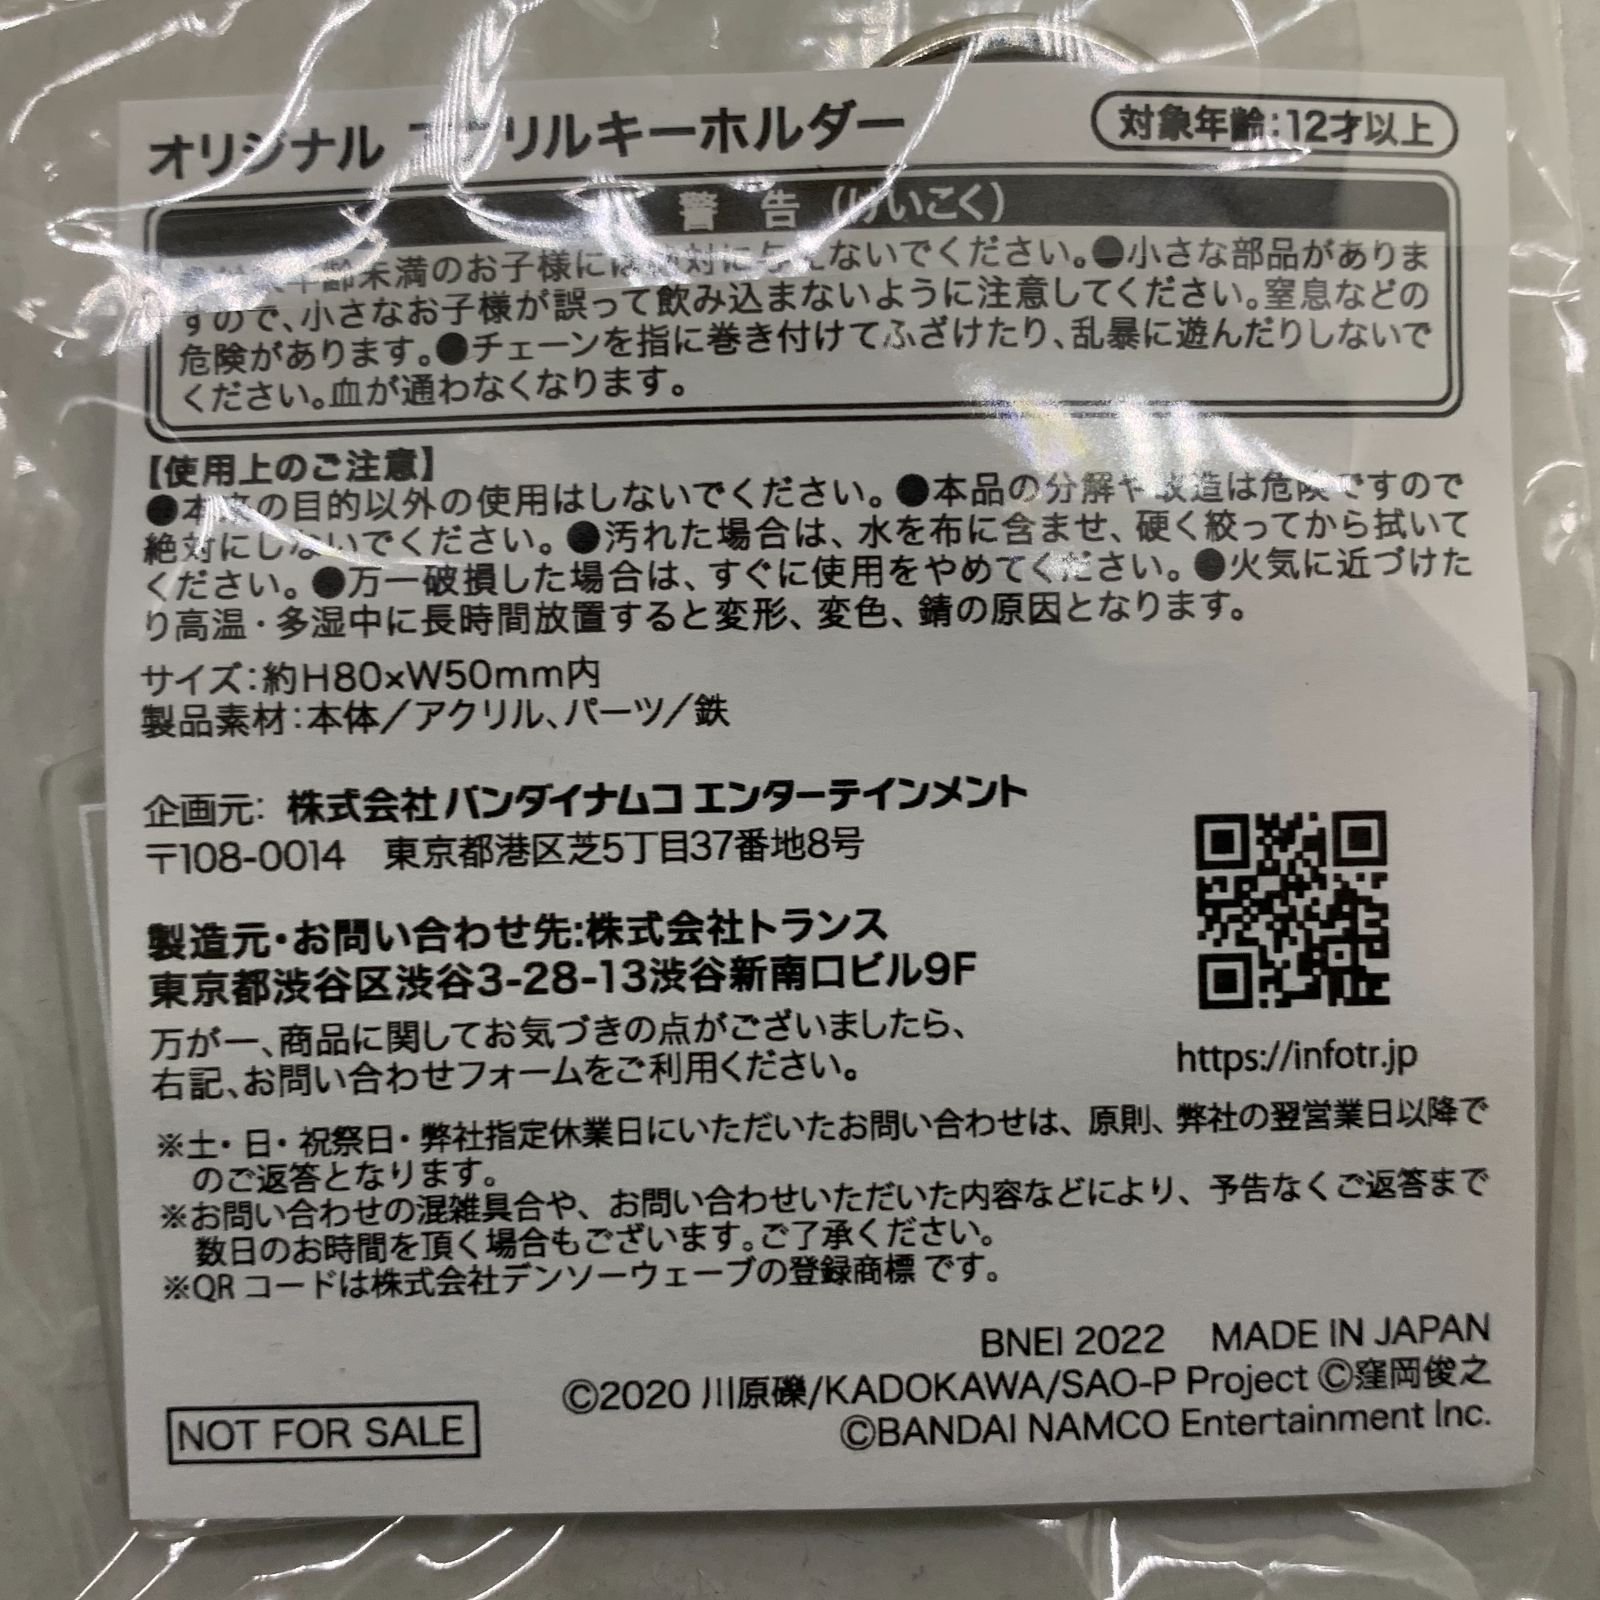 オリジナル アクリルキーホルダー
対象年齢:12才以上
警 告 (けいこく)
年齢未満のお子様には絶対に与えないでください。●小さな部品がありま
すので、小さなお子様が誤って飲み込まないように注意してください。窒息などの
危険があります。●チェーンを指に巻き付けてふざけたり、乱暴に遊んだりしないで
ください。血が通わなくなります。
【使用上のご注意】
●本来の目的以外の使用はしないでください。●本品の分解や改造は危険ですので
絶対にしないでください。●汚れた場合は、水を布に含ませ、硬く絞ってから拭いて
ください。●万一破損した場合は、すぐに使用をやめてください。●火気に近づけた
り高温・多湿中に長時間放置すると変形、変色、錆の原因となります。
サイズ:約H80×W50mm内
製品素材:本体/アクリル、パーツ/鉄
企画元: 株式会社バンダイナムコエンターテインメント
〒108-0014 東京都港区芝5丁目37番地8号
製造元・お問い合わせ先:株式会社トランス
東京都渋谷区渋谷3-28-13渋谷新南口ビル9F
万が一、商品に関してお気づきの点がございましたら、
右記、お問い合わせフォームをご利用ください。
https://infotr.jp
※土・日・祝祭日・弊社指定休業日にいただいたお問い合わせは、原則、弊社の翌営業日以降で
のご返答となります。
※お問い合わせの混雑具合や、お問い合わせいただいた内容などにより、予告なくご返答まで
数日のお時間を頂く場合もございます。ご了承ください。
※QRコードは株式会社デンソーウェーブの登録商標です。
BNEI 2022 MADE IN JAPAN
©2020 川原礫/KADOKAWA/SAO-P Project ©窪岡俊之
©BANDAI NAMCO Entertainment Inc.
NOT FOR SALE